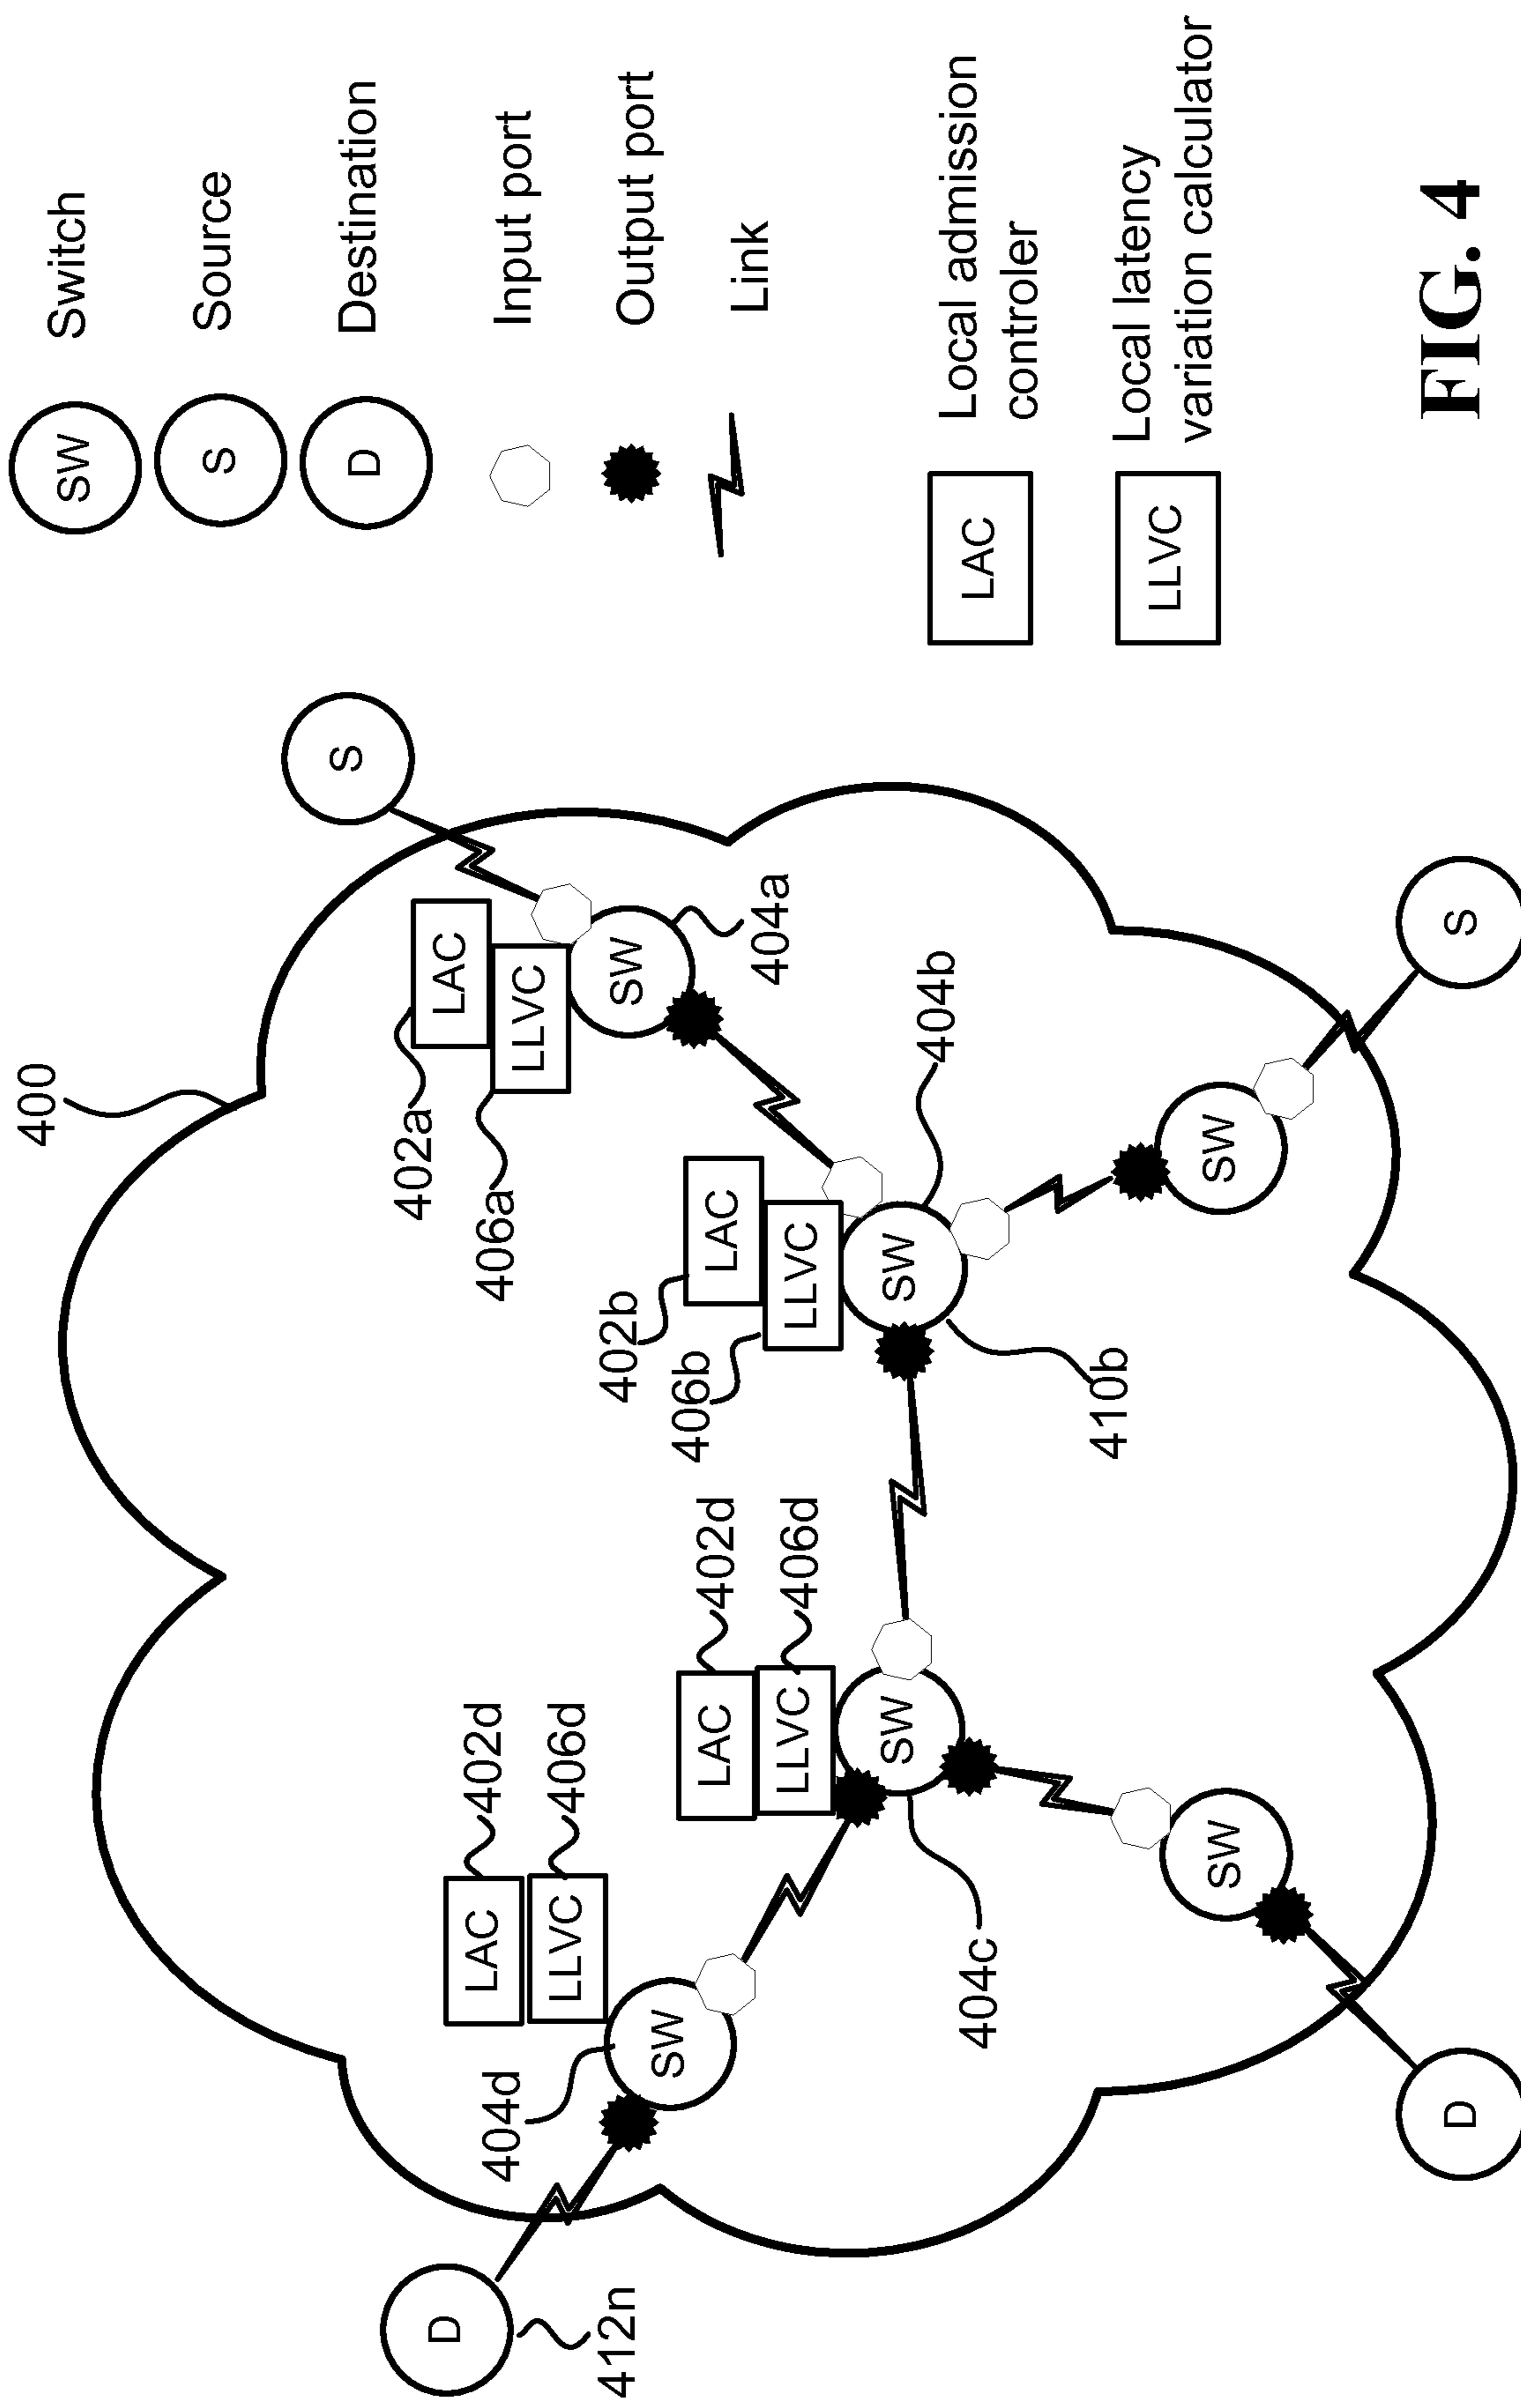 400
D
412n
404d
SW
LAC
LLVC
402d
406d
LAC
LLVC
402d
406d
SW
404c
SW
D
402b
406b
LAC
LLVC
SW
404b
410b
402a
406a
LAC
LLVC
SW
404a
S
SW
S
SW Switch
S Source
D Destination
Input port
Output port
Link
LAC
Local admission
controler
LLVC
Local latency
variation calculator
FIG. 4